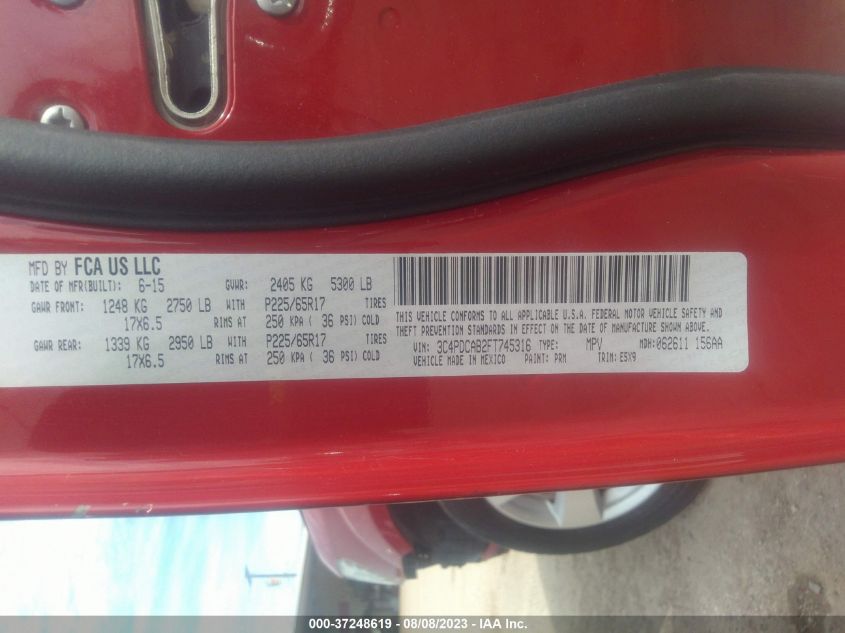 MFD BY FCA US LLC
DATE OF MFR(BUILT): 6-15 GVWR: 2405 KG 5300 LB
GAWR FRONT: 1248 KG 2750 LB WITH P225/65R17 TIRES
17X6.5 RIMS AT 250 KPA ( 36 PSI) COLD
GAWR REAR: 1339 KG 2950 LB WITH P225/65R17 TIRES
17X6.5 RIMS AT 250 KPA ( 36 PSI) COLD
THIS VEHICLE CONFORMS TO ALL APPLICABLE U.S.A. FEDERAL MOTOR VEHICLE SAFETY AND
THEFT PREVENTION STANDARDS IN EFFECT ON THE DATE OF MANUFACTURE SHOWN ABOVE.
VIN: 3C4PDCAB2FT745316 TYPE: MPV MDH: 062611 156AA
VEHICLE MADE IN MEXICO PAINT: PRM TRIM: E5X9
000-37248619 - 08/08/2023 - IAA Inc.